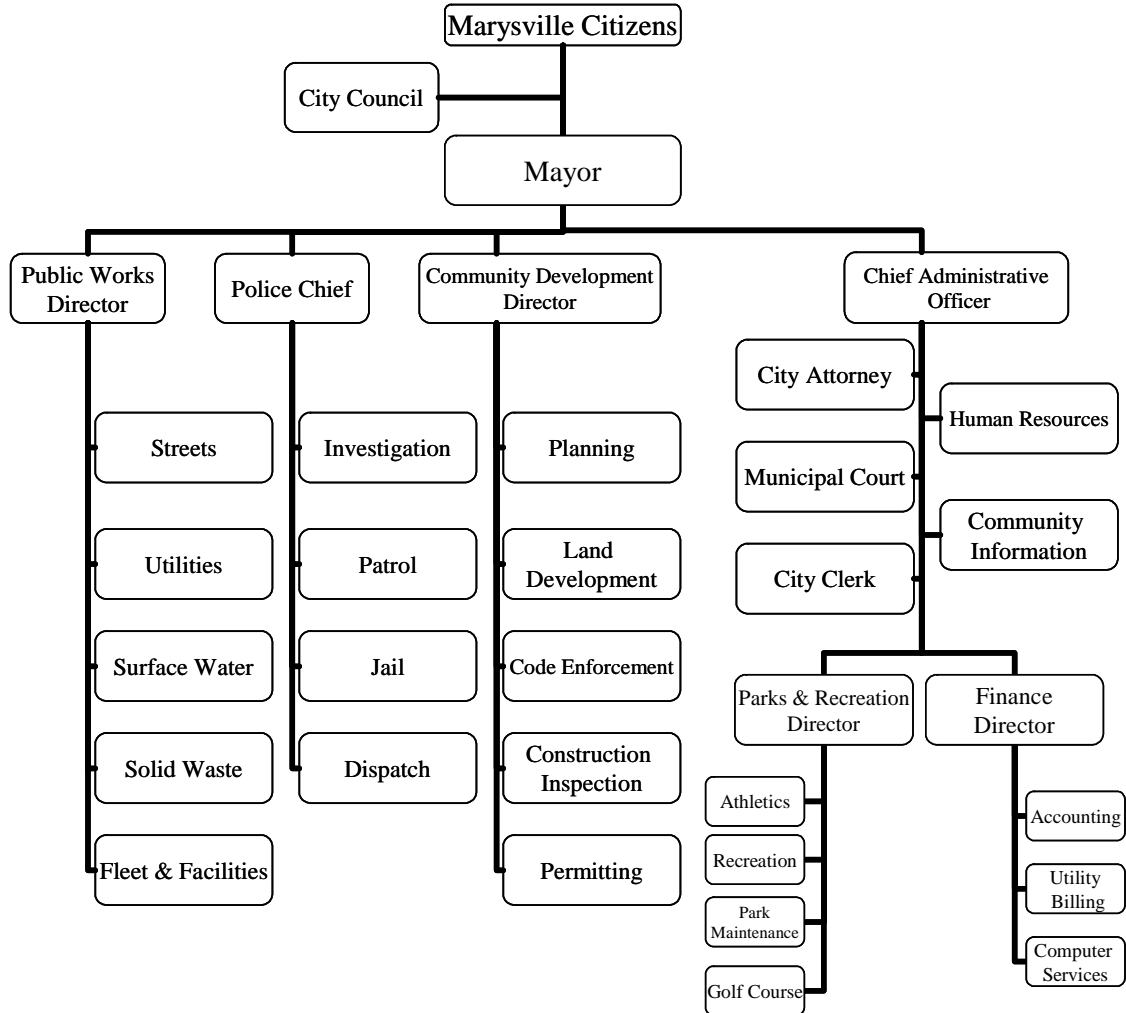 Marysville Citizens
City Council
Mayor
Public Works
Director
Police Chief
Community Development
Director
Chief Administrative
Officer
City Attorney
Human Resources
Municipal Court
Community
Information
City Clerk
Streets
Utilities
Surface Water
Solid Waste
Fleet & Facilities
Investigation
Patrol
Jail
Dispatch
Planning
Land
Development
Code Enforcement
Construction
Inspection
Permitting
Parks & Recreation
Director
Finance
Director
Athletics
Recreation
Park
Maintenance
Golf Course
Accounting
Utility
Billing
Computer
Services